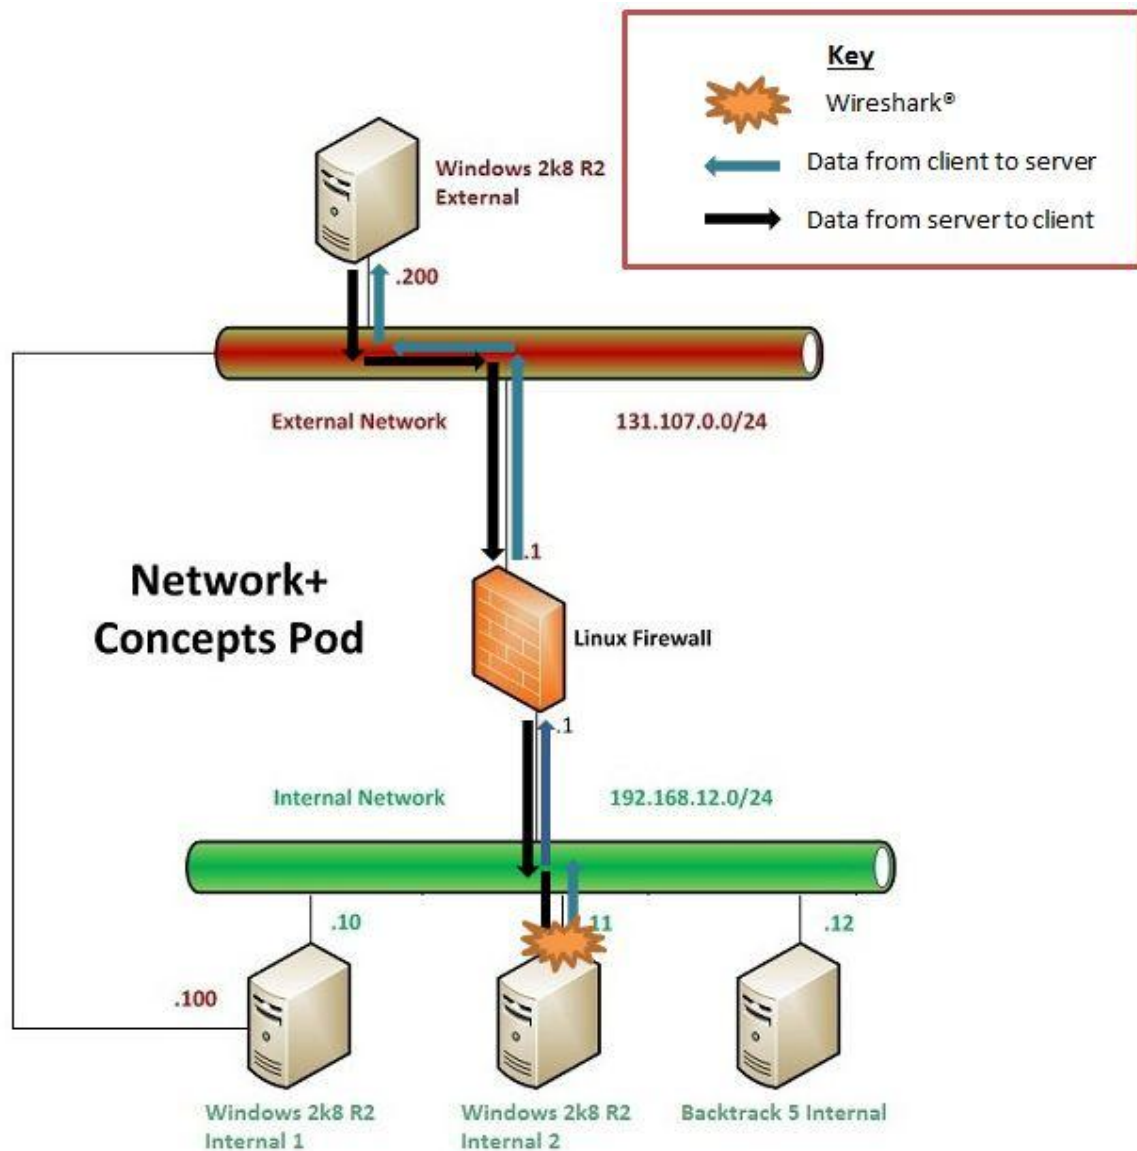 Key
Wireshark®
Data from client to server
Data from server to client
Windows 2k8 R2
External
.200
External Network
131.107.0.0/24
.1
Network+
Concepts Pod
Linux Firewall
.1
Internal Network
192.168.12.0/24
.10
.11
.12
.100
Windows 2k8 R2
Internal 1
Windows 2k8 R2
Internal 2
Backtrack 5 Internal